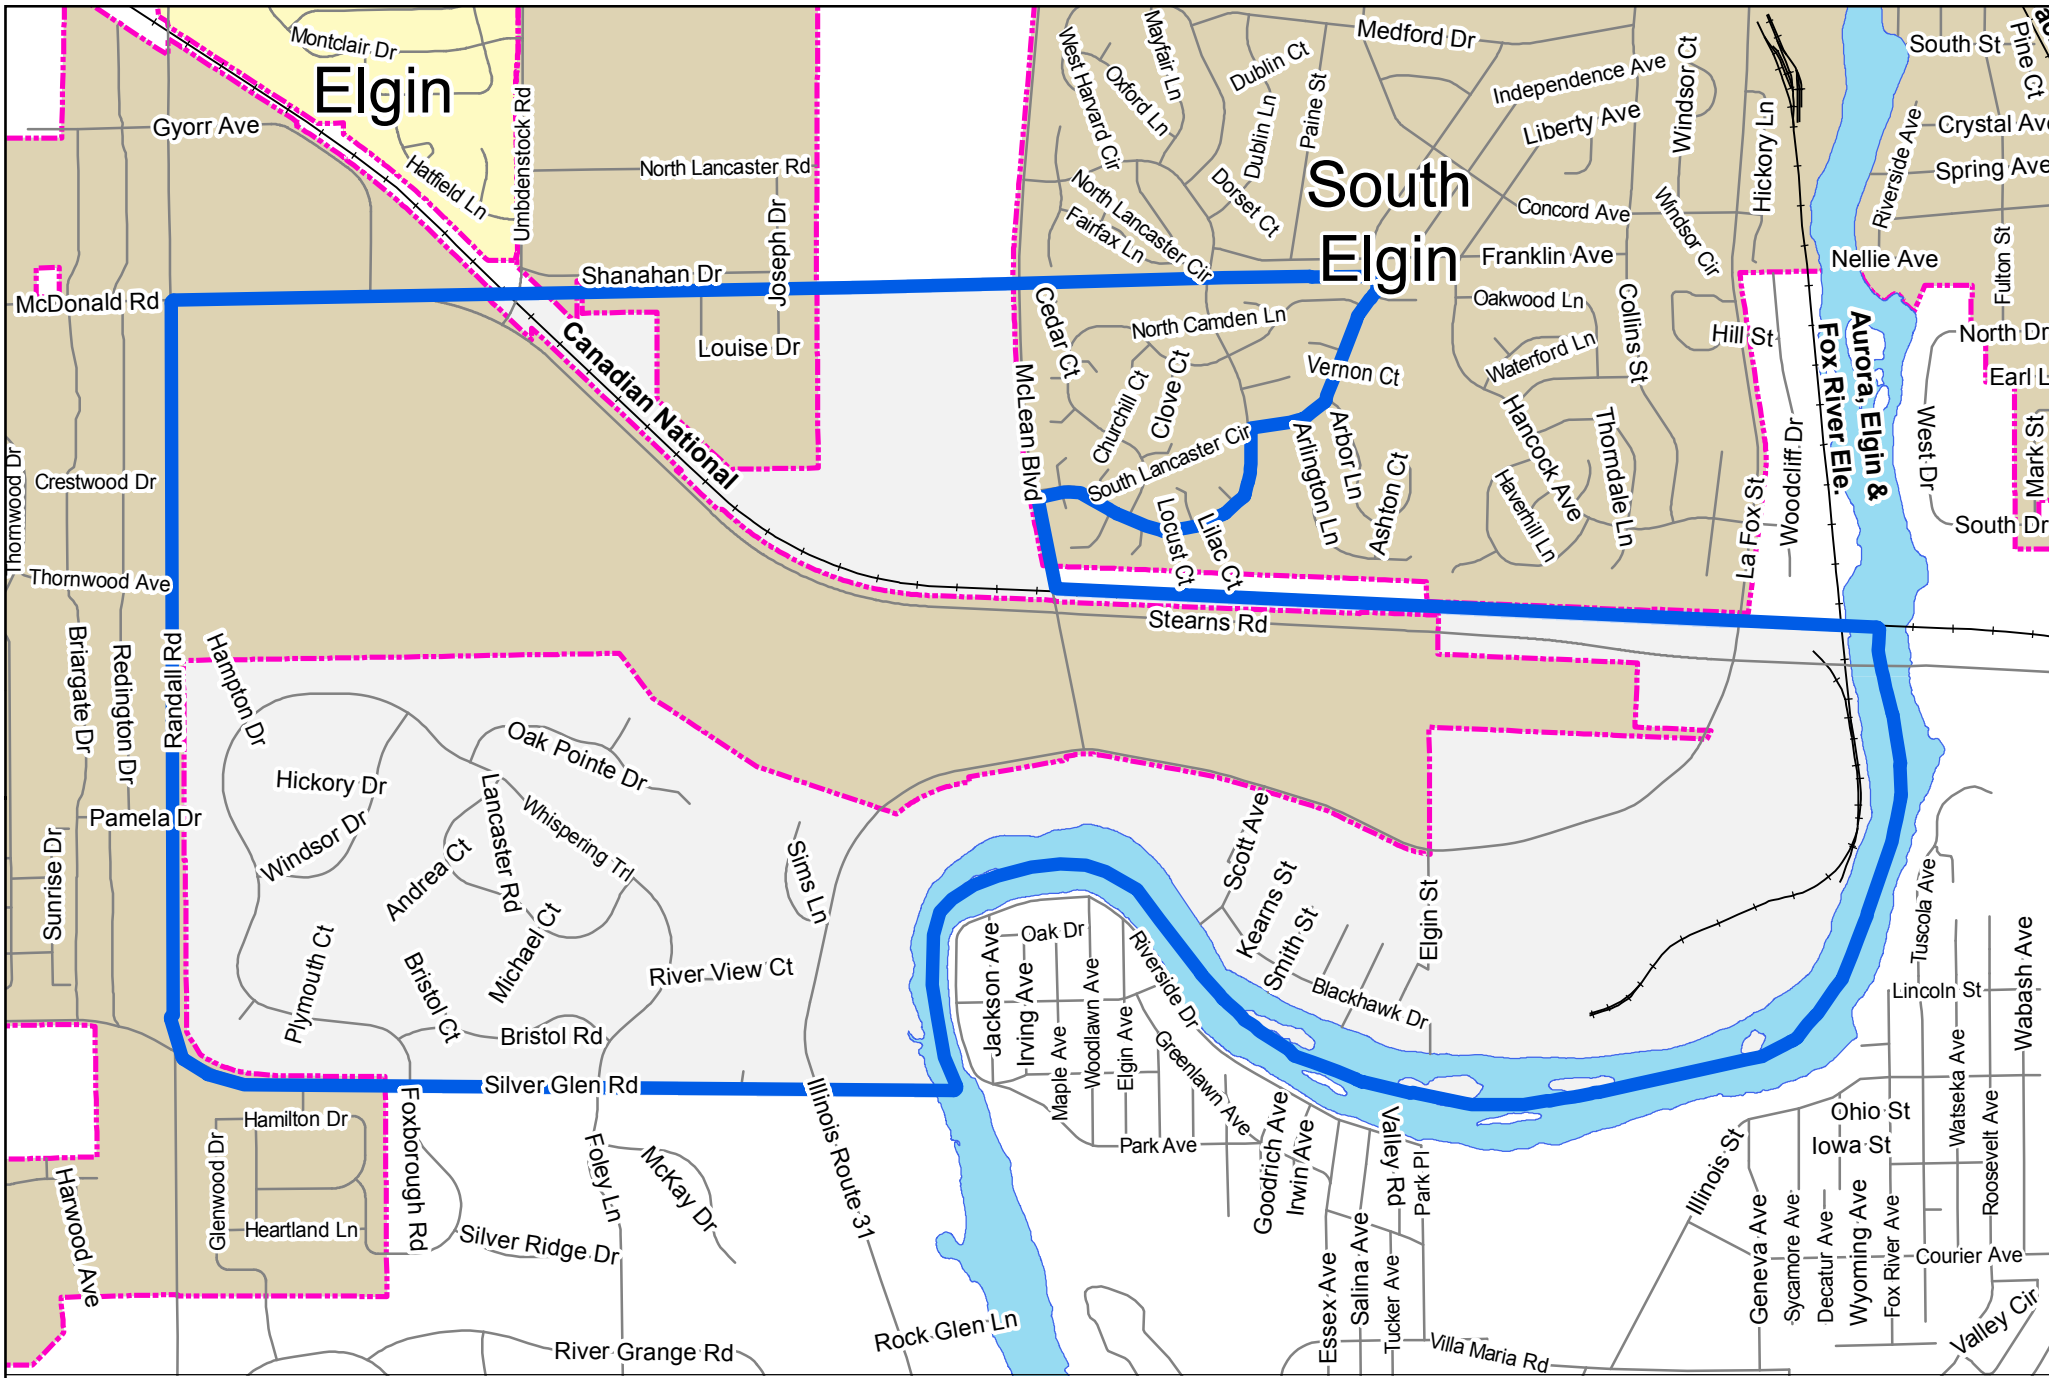 Montclair Dr
Elgin
Gyorr Ave
Hatfield Ln
Umbdenstock Rd
North Lancaster Rd
Joseph Dr
Shanahan Dr
McDonald Rd
Louise Dr
Canadian National
West Harvard Cir
Mayfair Ln
Oxford Ln
Dublin Ct
Dublin Ln
Paine St
Medford Dr
Independence Ave
Liberty Ave
Windsor Ct
Hickory Ln
South
Elgin
North Lancaster Cir
Fairfax Ln
Dorset Ct
Concord Ave
Windsor Cir
Franklin Ave
South St
Pine Ct
Crystal Ave
Spring Ave
Riverside Ave
Nellie Ave
Fulton St
Cedar Ct
North Camden Ln
Oakwood Ln
Collins St
Hill St
Aurora, Elgin &
Fox River Ele.
North Dr
Earl L
McLean Blvd
Churchill Ct
Clove Ct
Vernon Ct
Waterford Ln
South Lancaster Cir
Arlington Ln
Arbor Ln
Ashton Ct
Hancock Ave
Haverhill Ln
Thorndale Ln
La Fox St
Woodcliff Dr
West Dr
Mark St
South Dr
Locust Ct
Lilac Ct
Stearns Rd
Thornwood Dr
Crestwood Dr
Thornwood Ave
Briargate Dr
Redington Dr
Randall Rd
Hampton Dr
Pamela Dr
Sunrise Dr
Hickory Dr
Windsor Dr
Oak Pointe Dr
Lancaster Rd
Whispering Trl
Andrea Ct
Michael Ct
Plymouth Ct
Bristol Ct
Bristol Rd
River View Ct
Sims Ln
Silver Glen Rd
Illinois Route 31
Scott Ave
Kearns St
Smith St
Elgin St
Blackhawk Dr
Jackson Ave
Oak Dr
Irving Ave
Maple Ave
Woodlawn Ave
Elgin Ave
Riverside Dr
Greenlawn Ave
Park Ave
Goodrich Ave
Irwin Ave
Valley Rd
Park Pl
Essex Ave
Salina Ave
Tucker Ave
Villa Maria Rd
Tuscola Ave
Wabash Ave
Lincoln St
Watseka Ave
Roosevelt Ave
Ohio St
Iowa St
Illinois St
Geneva Ave
Sycamore Ave
Decatur Ave
Wyoming Ave
Fox River Ave
Courier Ave
Valley Cir
Hamilton Dr
Glenwood Dr
Heartland Ln
Foxborough Rd
Harwood Ave
Foley Ln
McKay Dr
Silver Ridge Dr
River Grange Rd
Rock Glen Ln